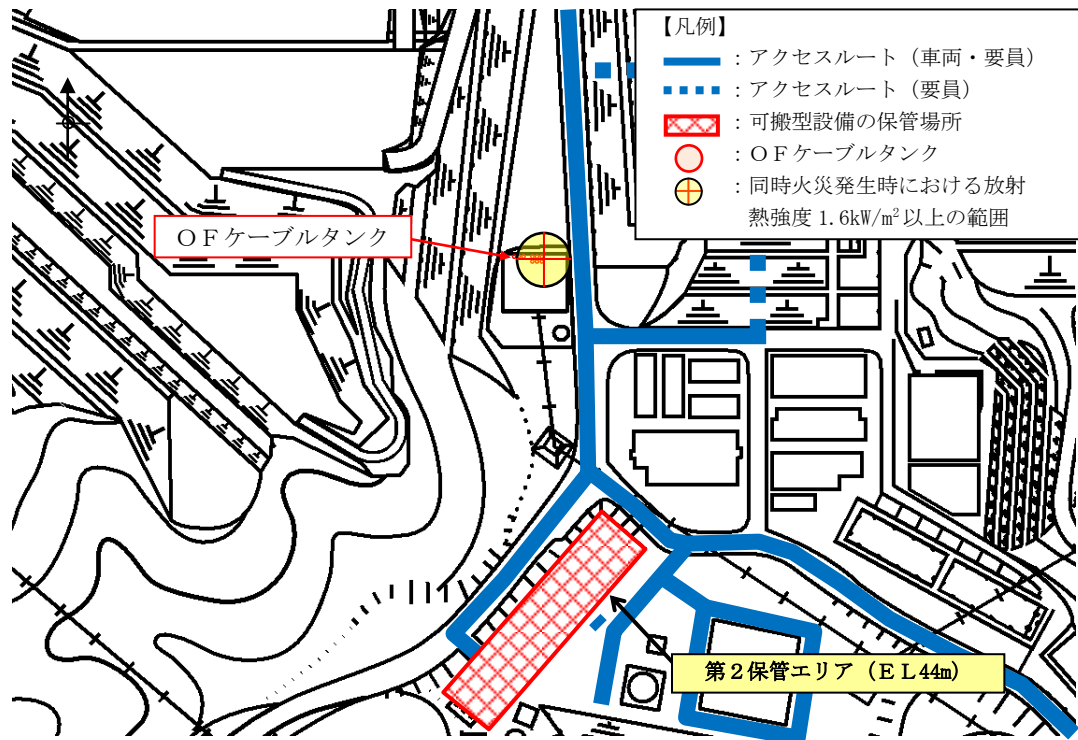 【凡例】
：アクセスルート（車両・要員）
：アクセスルート（要員）
：可搬型設備の保管場所
：ＯＦケーブルタンク
：同時火災発生時における放射
熱強度 1.6kW/m²以上の範囲
ＯＦケーブルタンク
第２保管エリア（ＥＬ44m）